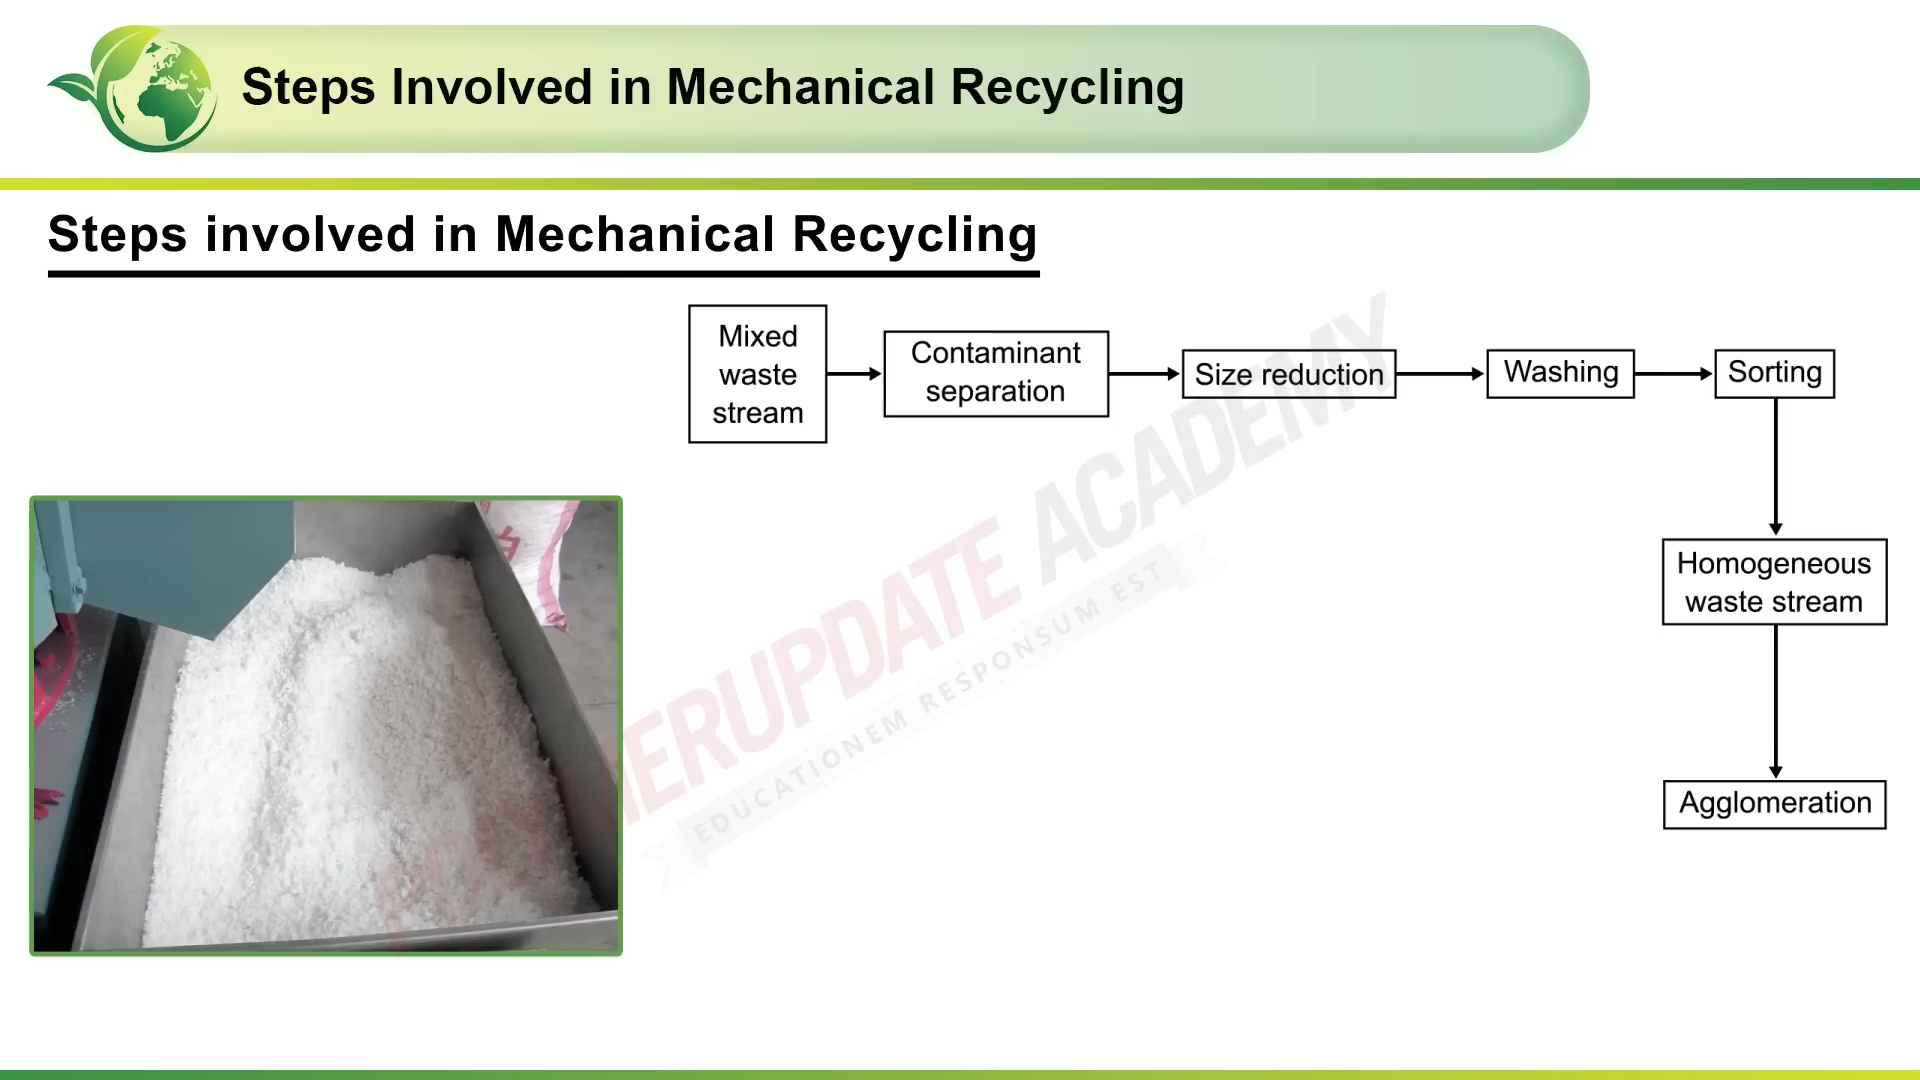 Steps Involved in Mechanical Recycling
Steps involved in Mechanical Recycling
Mixed
waste
stream
Contaminant
separation
Size reduction
Washing
Sorting
Homogeneous
waste stream
Agglomeration
ERUPDATE ACADEMY
EDUCATIONEM RESPONSUM EST